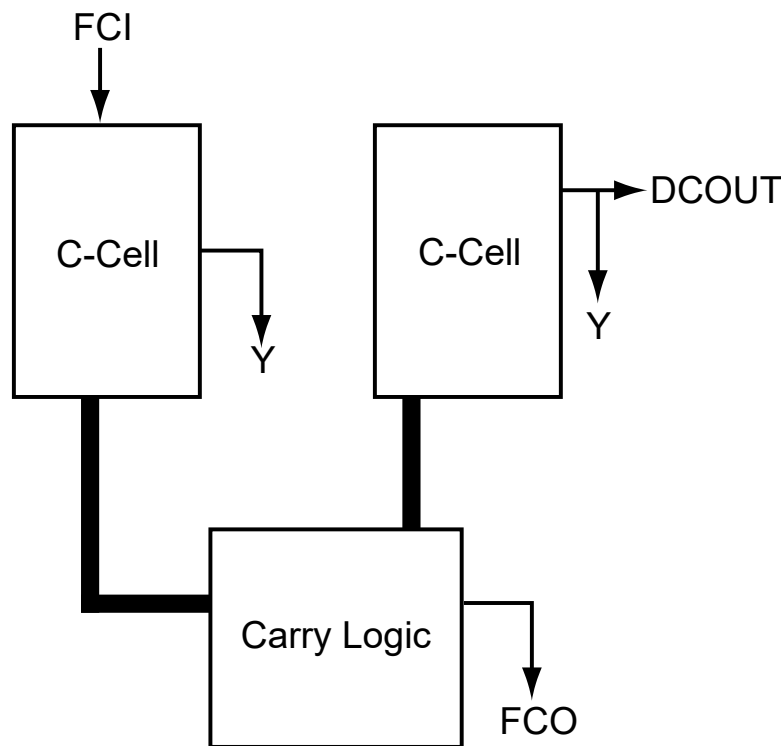 FCI
C-Cell
C-Cell
DCOUT
Y
Y
Carry Logic
FCO